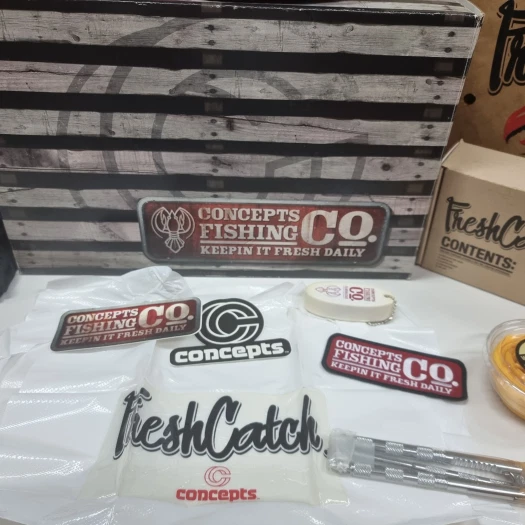 CONCEPTS
FISHING CO.
KEEPIN IT FRESH DAILY
FreshCa
CONTENTS:
CONCEPTS
FISHING CO.
KEEPIN IT FRESH DAILY
concepts
CONCEPTS
FISHING CO.
KEEPIN IT FRESH DAILY
FreshCatch
concepts